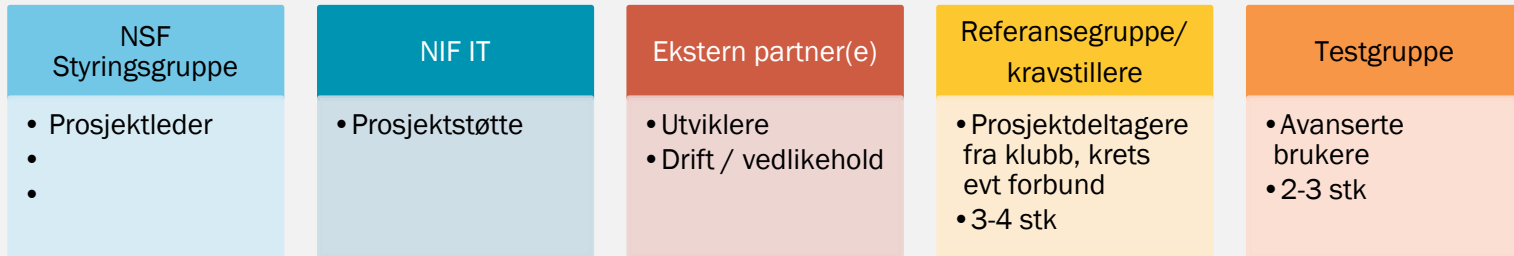 NSF
Styringsgruppe
• Prosjektleder
•
•
NIF IT
• Prosjektstøtte
Ekstern partner(e)
• Utviklere
• Drift / vedlikehold
Referansegruppe/
kravstillere
• Prosjektdeltagere
fra klubb, krets
evt forbund
• 3-4 stk
Testgruppe
• Avanserte
brukere
• 2-3 stk